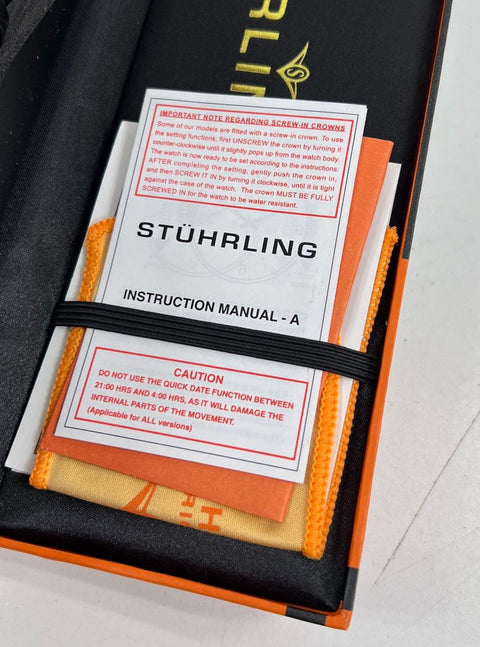 RLIN
IMPORTANT NOTE REGARDING SCREW-IN CROWNS
Some of our models are fitted with a screw-in crown. To use
the setting functions, first UNSCREW the crown by turning it
counter-clockwise until it slightly pops up from the watch body.
The watch is now ready to be set according to the instructions.
AFTER completing the setting, gently push the crown in,
and then SCREW IT IN by turning it clockwise, until it is tight
against the case of the watch. The crown MUST BE FULLY
SCREWED IN for the watch to be water resistant.
STÜHRLING
INSTRUCTION MANUAL - A
CAUTION
DO NOT USE THE QUICK DATE FUNCTION BETWEEN
21:00 HRS AND 4:00 HRS, AS IT WILL DAMAGE THE
INTERNAL PARTS OF THE MOVEMENT.
(Applicable for ALL versions)